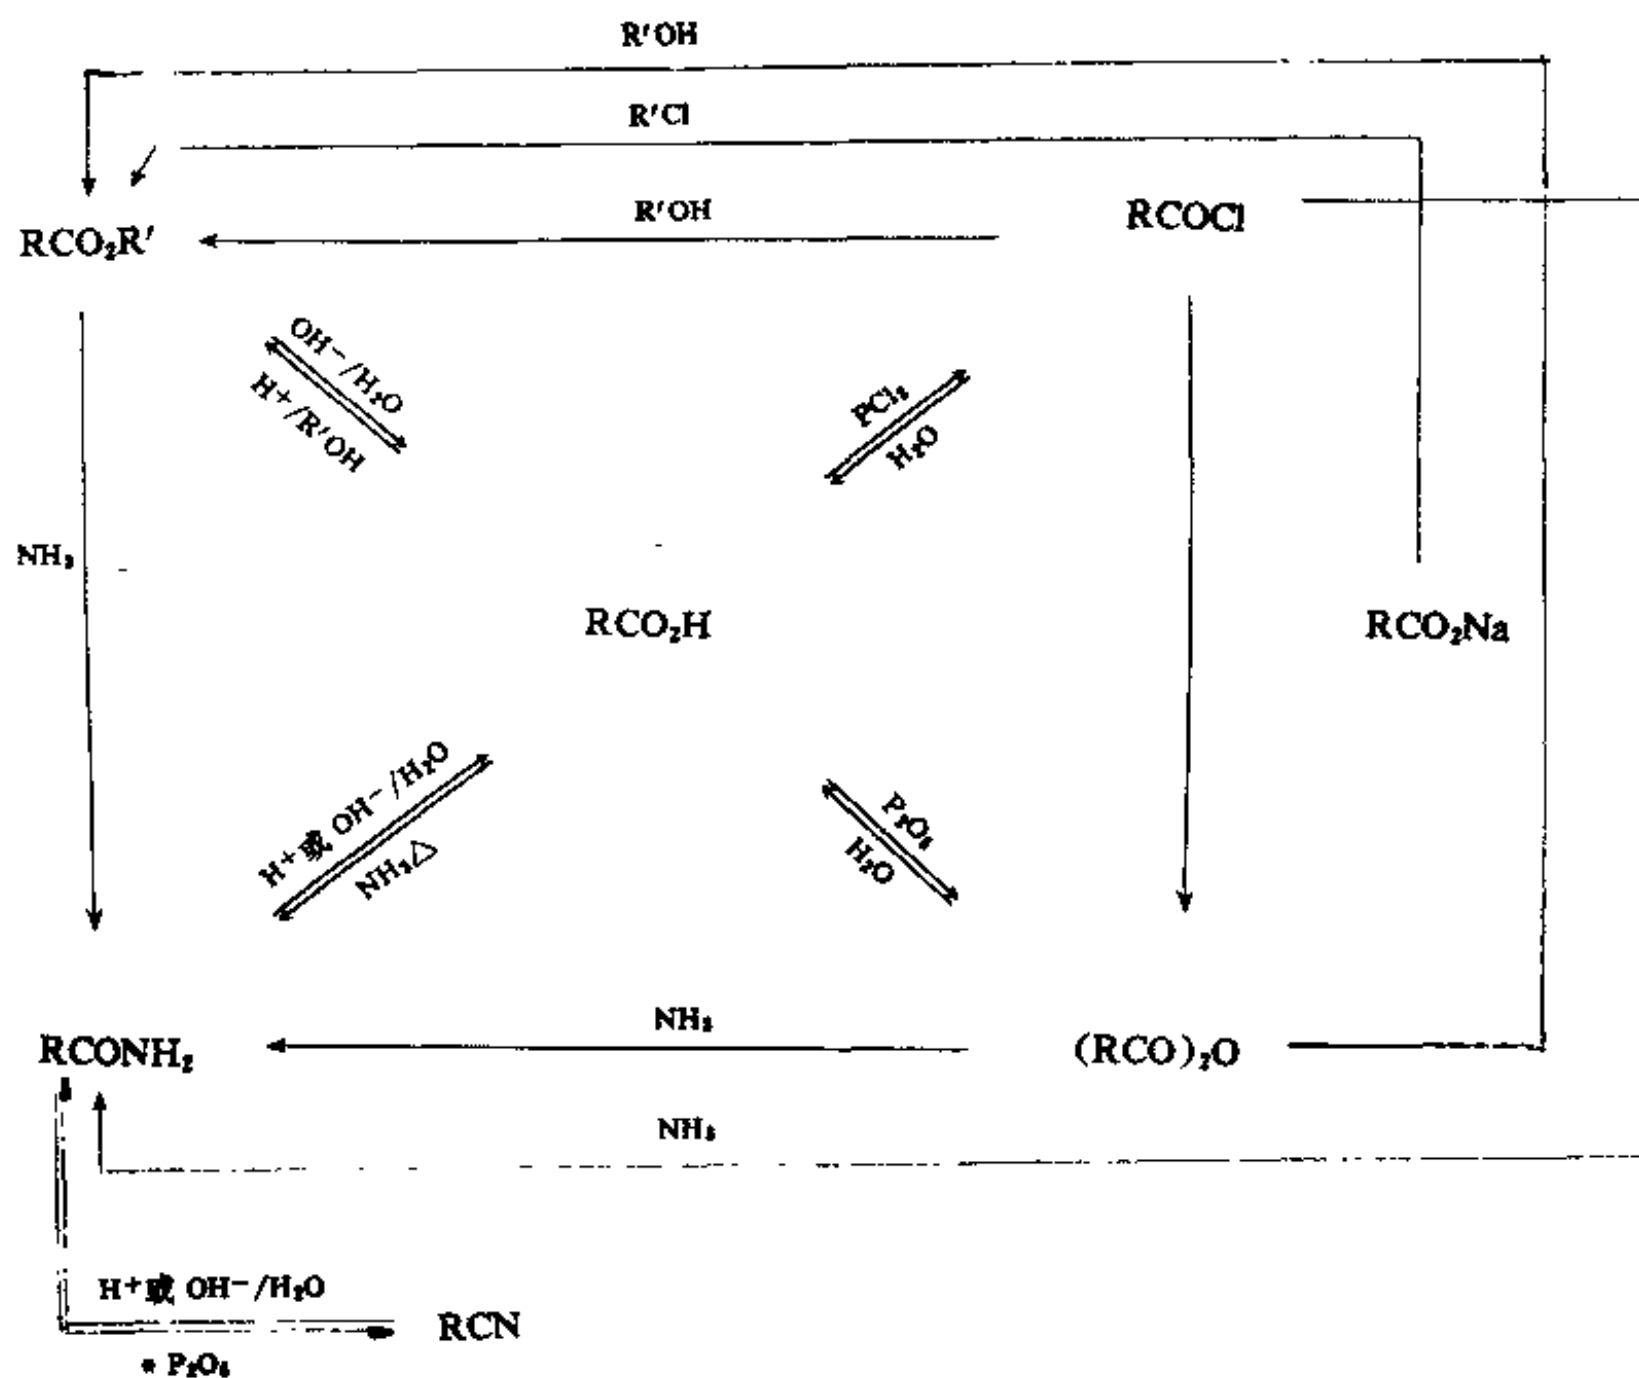 R′OH
R′Cl
R′OH
RCOCl
RCO₂R′
OH⁻/H₂O
H⁺/R′OH
PCl₃
H₂O
NH₃
RCO₂H
RCO₂Na
H⁺或 OH⁻/H₂O
NH₃△
P₂O₅
H₂O
NH₃
RCONH₂
(RCO)₂O
NH₃
H⁺或 OH⁻/H₂O
RCN
P₂O₅